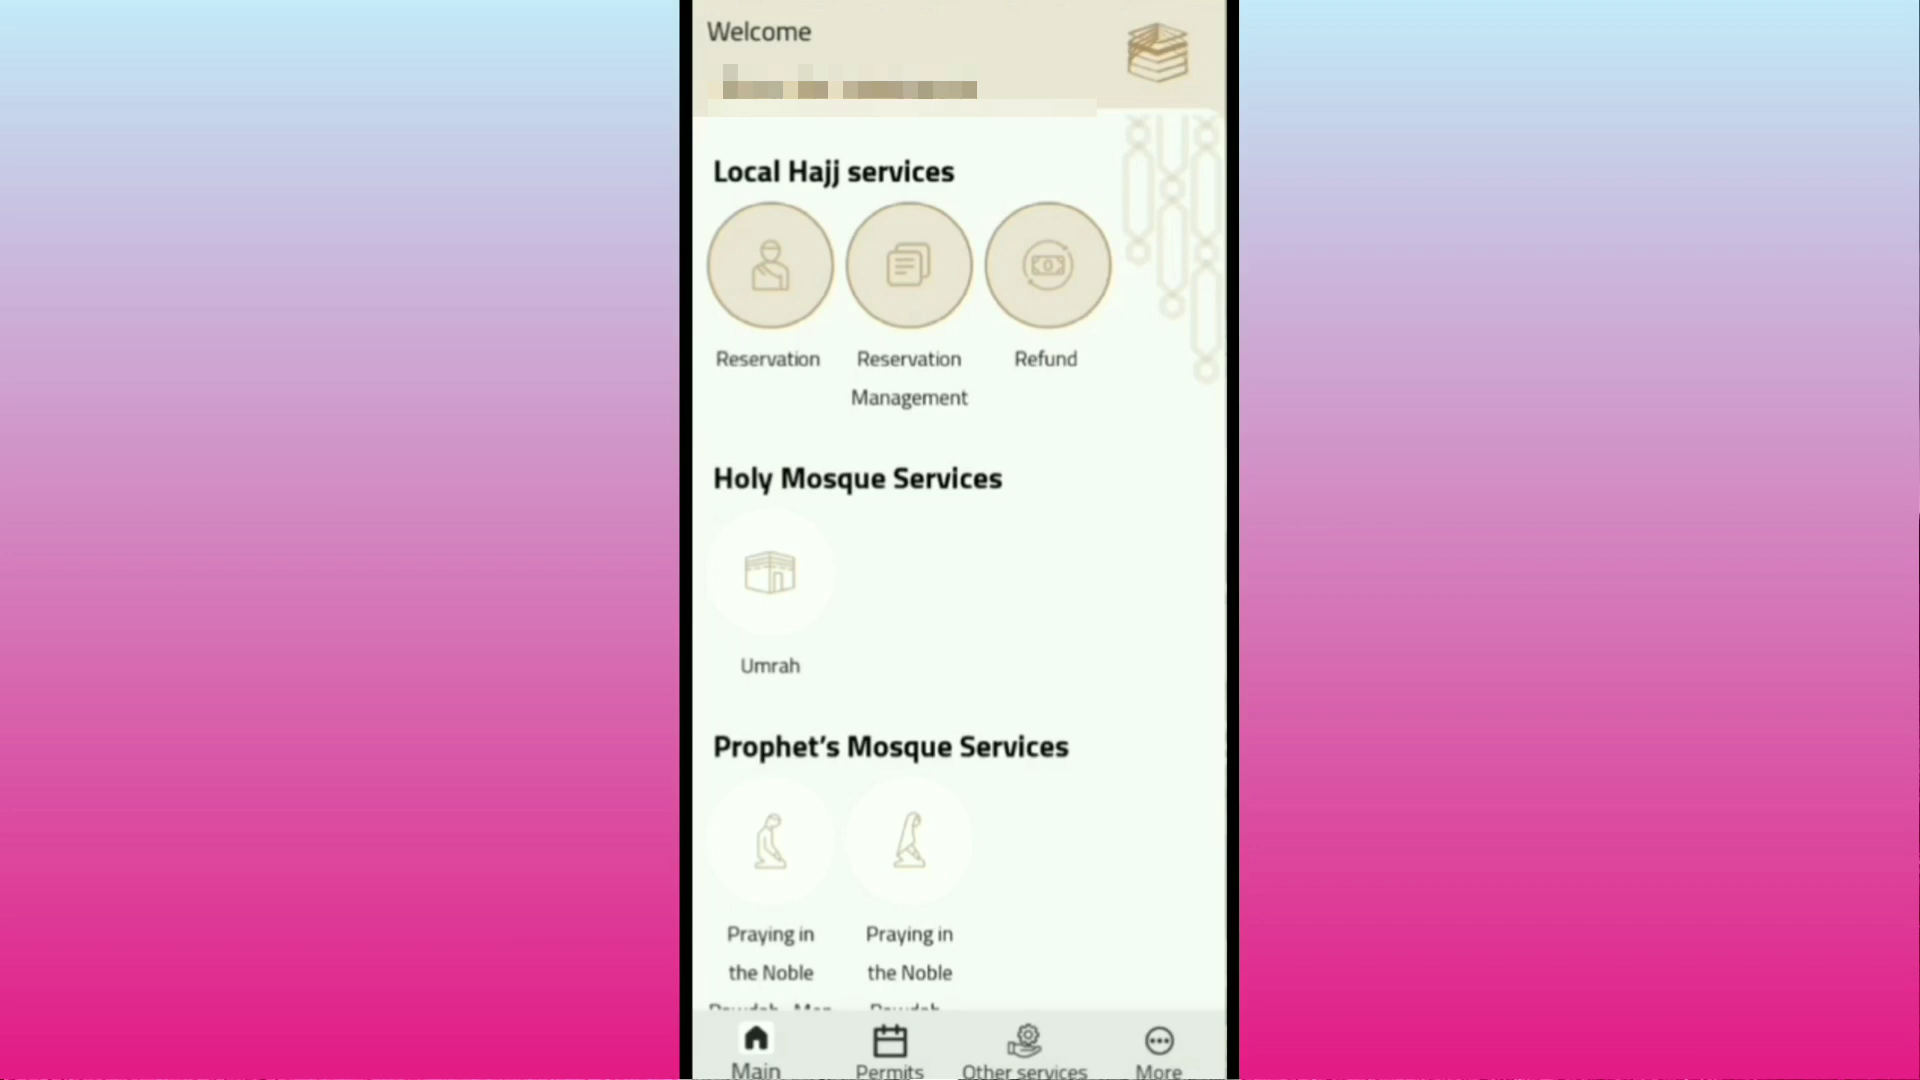 Welcome
Local Hajj services
Reservation
Reservation
Management
Refund
Holy Mosque Services
Umrah
Prophet's Mosque Services
Praying in
the Noble
Praying in
the Noble
Main
Permits
Other services
More